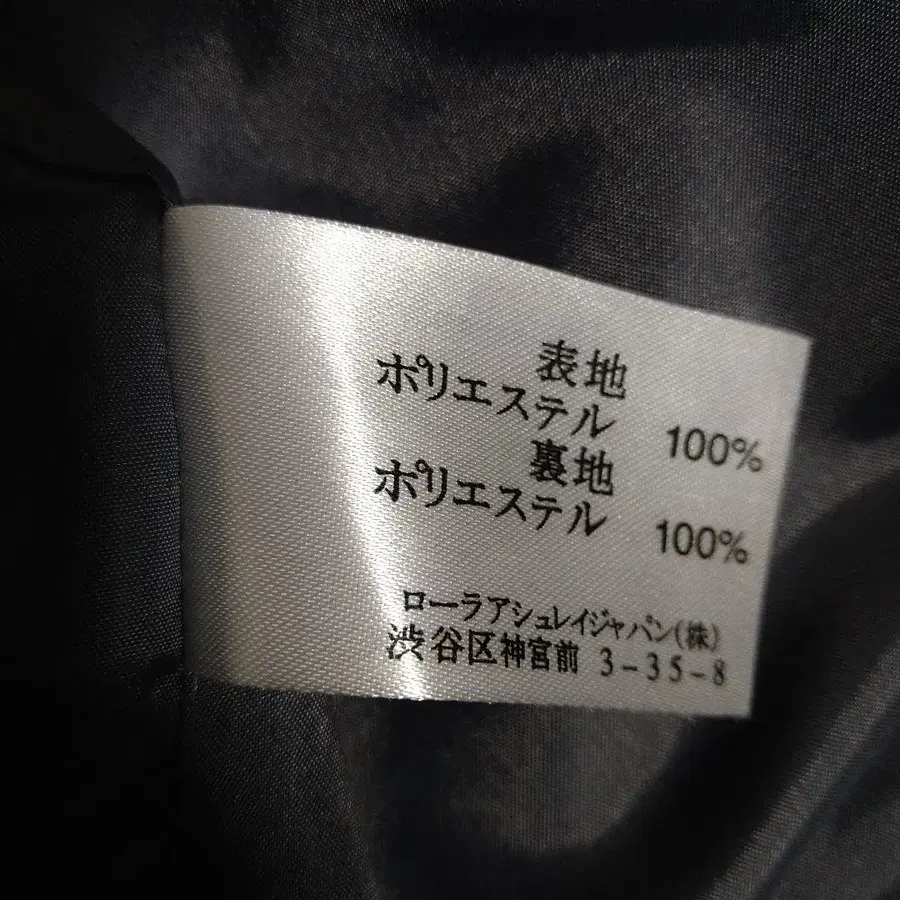 表地
ポリエステル 100%
裏地
ポリエステル 100%
ローラアシュレイジャパン(株)
渋谷区神宮前 3-35-8